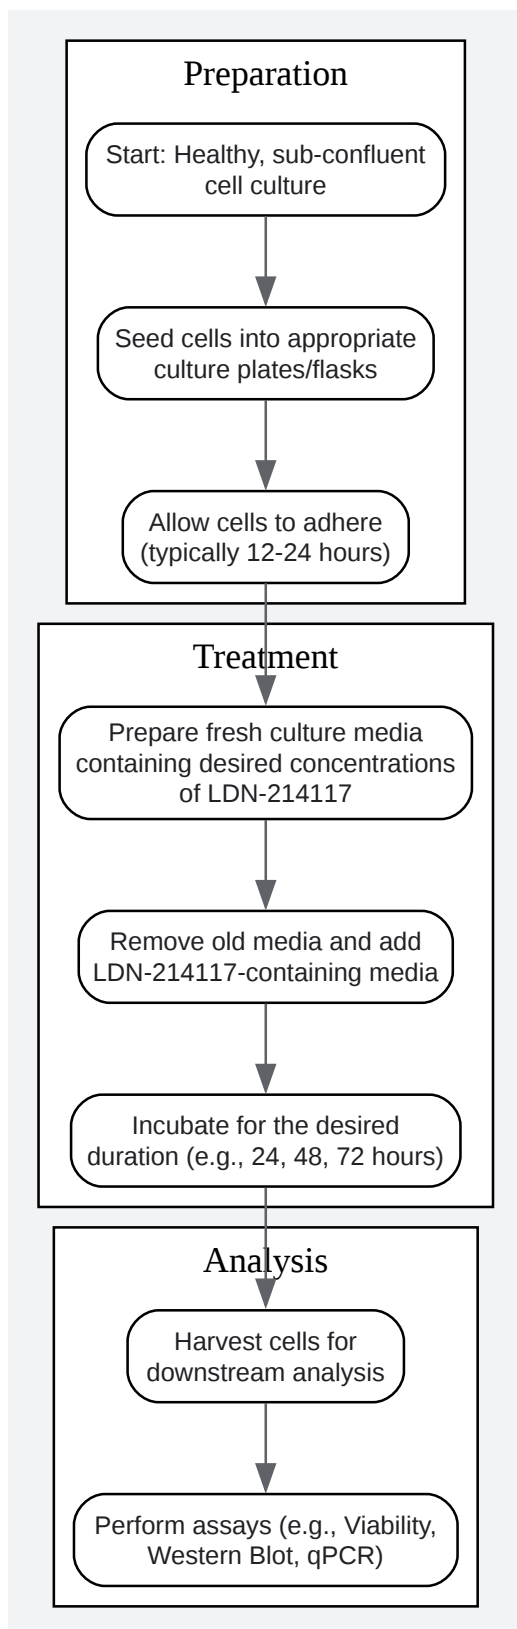 Preparation
Start: Healthy, sub-confluent
cell culture
Seed cells into appropriate
culture plates/flasks
Allow cells to adhere
(typically 12-24 hours)
Treatment
Prepare fresh culture media
containing desired concentrations
of LDN-214117
Remove old media and add
LDN-214117-containing media
Incubate for the desired
duration (e.g., 24, 48, 72 hours)
Analysis
Harvest cells for
downstream analysis
Perform assays (e.g., Viability,
Western Blot, qPCR)